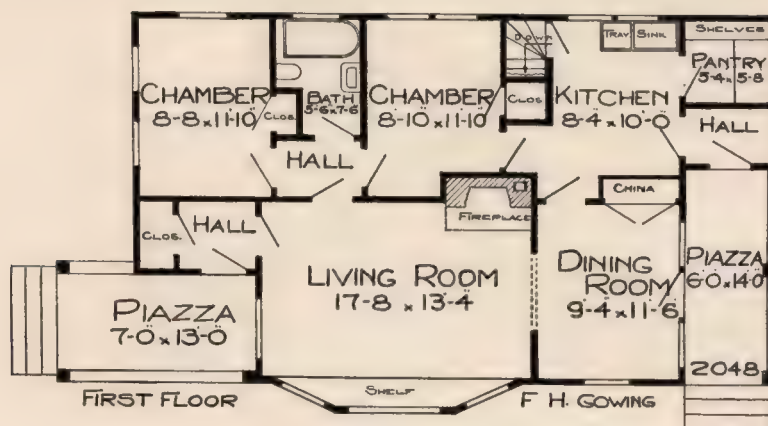 SHELVES
DOWN
TRAY SINK
PANTRY
5-4 x 5-8
CHAMBER
8-8 x 11-10
CLOS.
BATH
5-6 x 7-6
CHAMBER
8-10 x 11-10
CLOS.
KITCHEN
8-4 x 10-0
HALL
HALL
CHINA
HALL
CLOS.
FIREPLACE
PIAZZA
7-0 x 13-0
LIVING ROOM
17-8 x 13-4
DINING
ROOM
9-4 x 11-6
PIAZZA
6-0 x 14-0
2048
SHELF
FIRST FLOOR
F H. GOWING